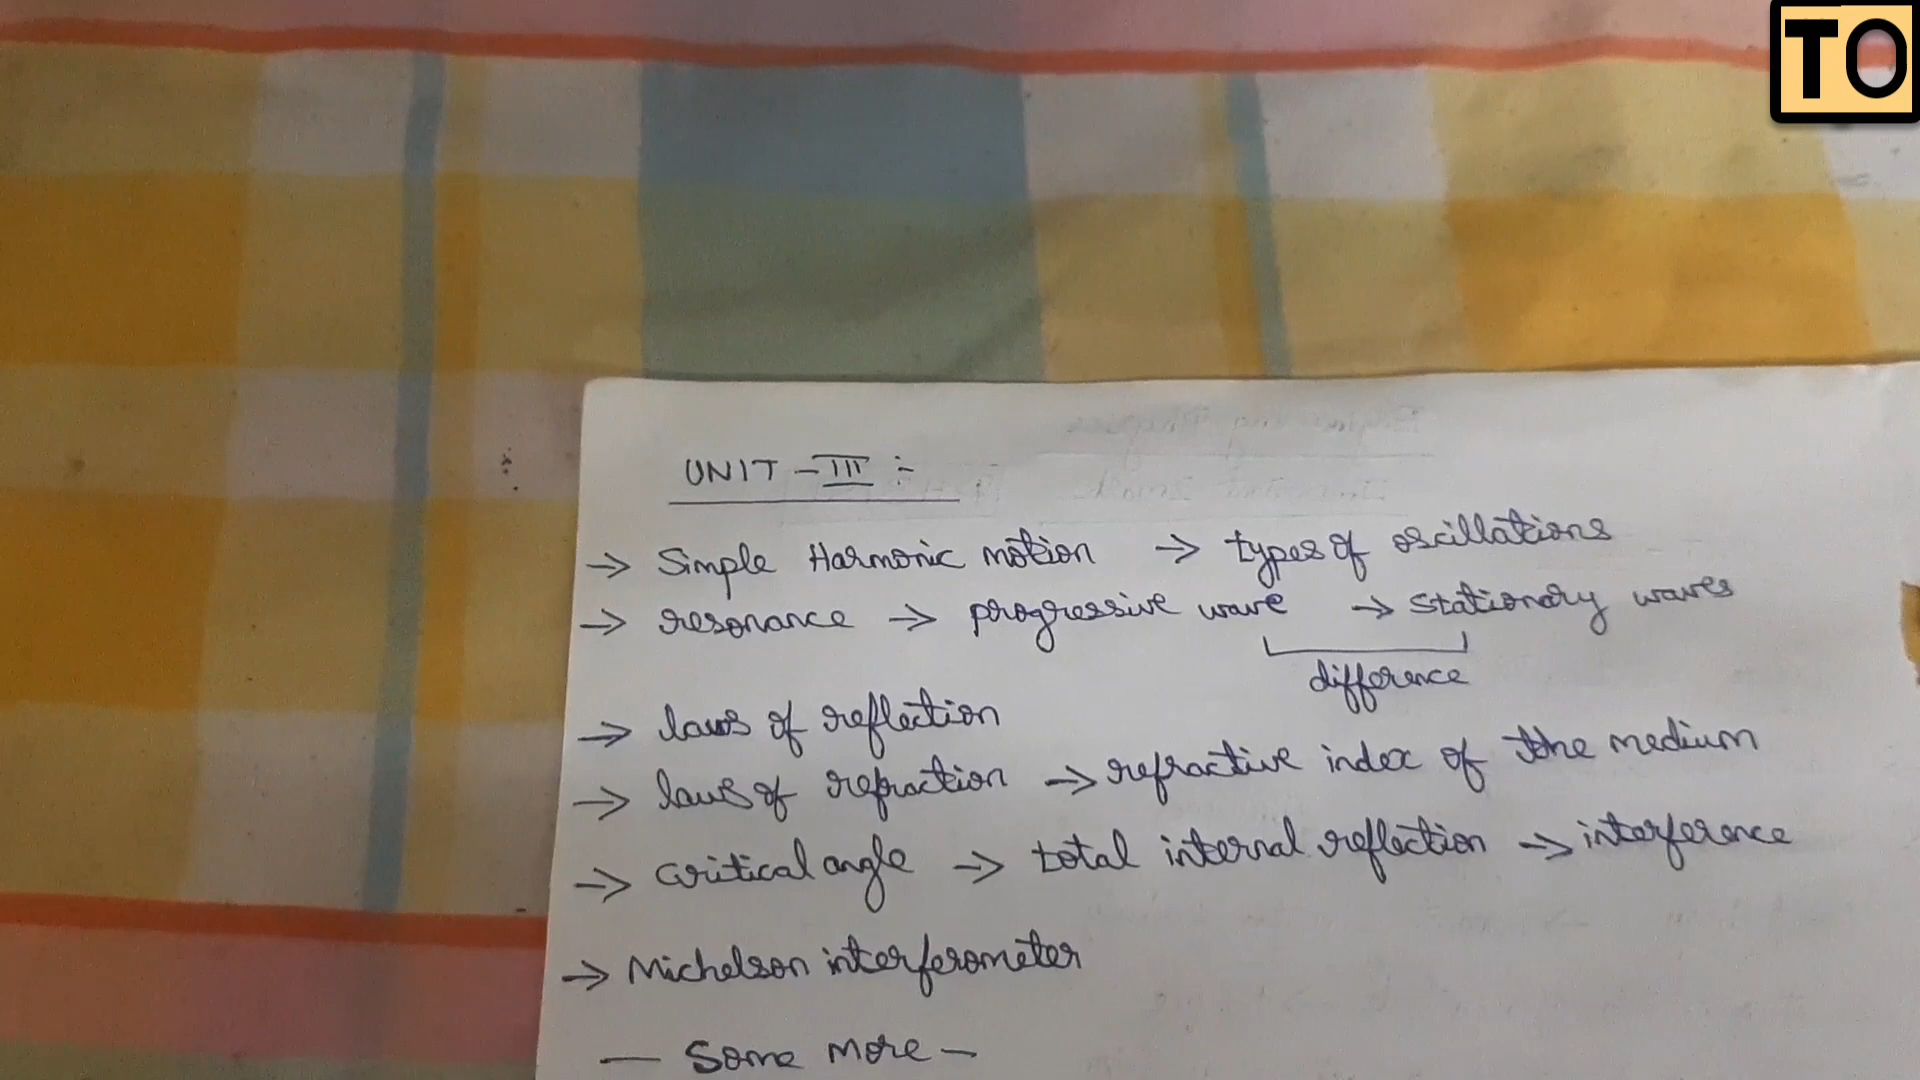 TO
UNIT - III :-
→ Simple Harmonic motion → types of oscillations
→ resonance → progressive wave → stationary waves
difference
→ laws of reflection
→ laws of refraction → refractive index of the medium
→ critical angle → total internal reflection → interference
→ Michelson interferometer
— Some more —